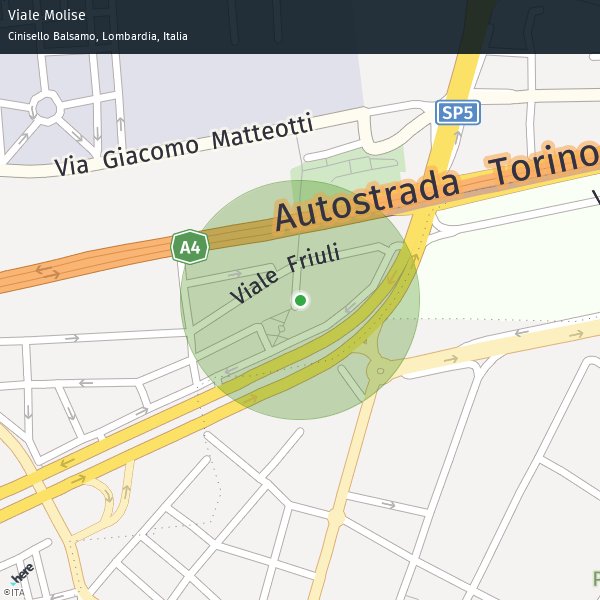 Viale Molise
Cinisello Balsamo, Lombardia, Italia
SP5
Via Giacomo Matteotti
Autostrada Torino
A4
Viale Friuli
here
©ITA